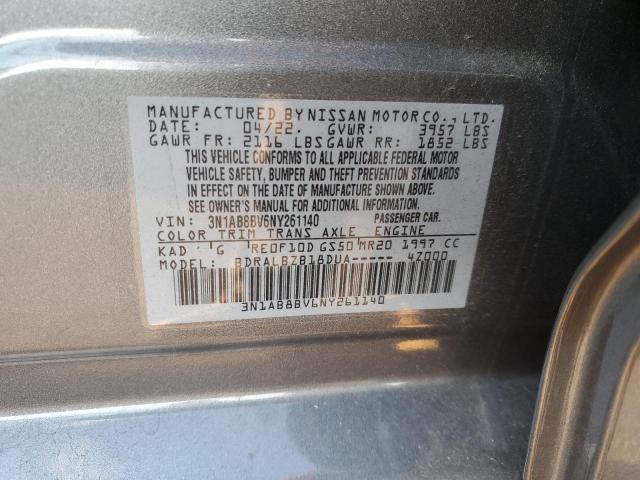 MANUFACTURED BY NISSAN MOTOR CO., LTD.
DATE: 04/22. GVWR: 3957 LBS
GAWR FR: 2116 LBS GAWR RR: 1852 LBS
THIS VEHICLE CONFORMS TO ALL APPLICABLE FEDERAL MOTOR
VEHICLE SAFETY, BUMPER AND THEFT PREVENTION STANDARDS
IN EFFECT ON THE DATE OF MANUFACTURE SHOWN ABOVE.
SEE OWNERS MANUAL FOR ADDITIONAL INFORMATION.
VIN: 3N1AB8BV6NY261140 PASSENGER CAR.
COLOR TRIM TRANS AXLE ENGINE
KAD G RE0F10D GS50 MR20 1997 CC
MODEL: BDRALBZB18DUA----- 4Z000
3N1AB8BV6NY261140